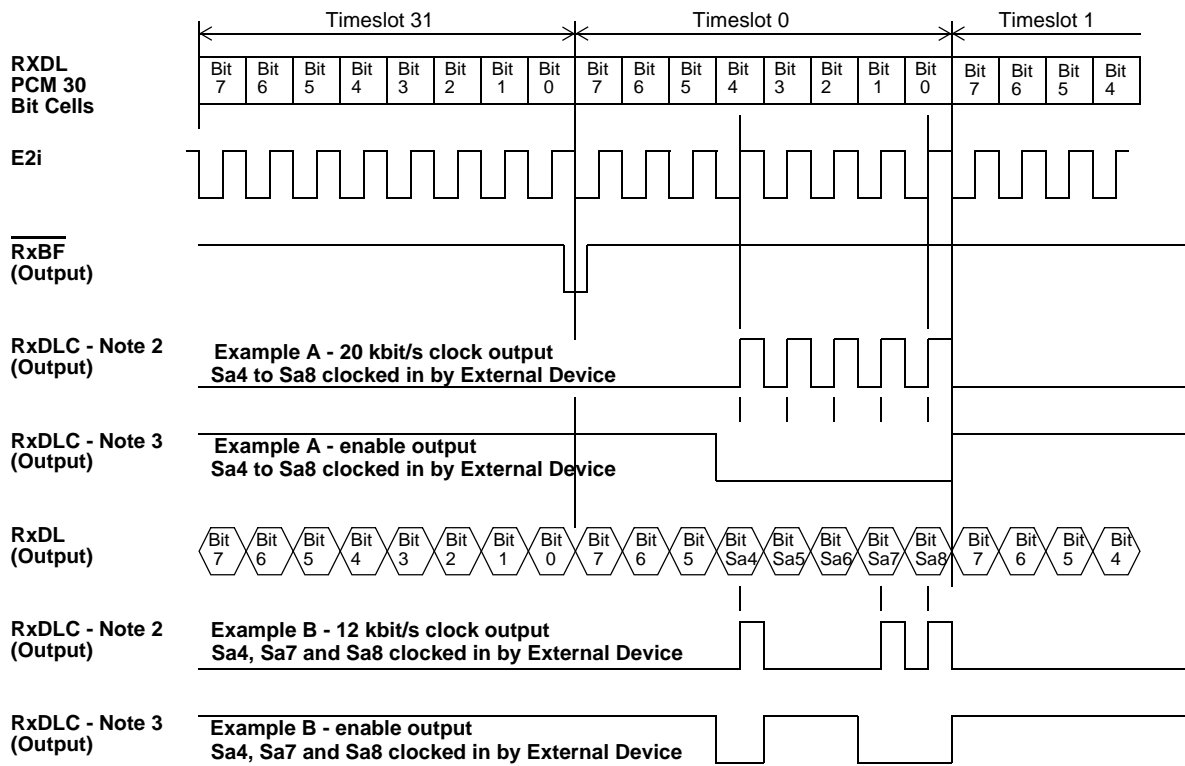 Timeslot 31 Timeslot 0 Timeslot 1
RXDL
PCM 30
Bit Cells
Bit 7 Bit 6 Bit 5 Bit 4 Bit 3 Bit 2 Bit 1 Bit 0 Bit 7 Bit 6 Bit 5 Bit 4 Bit 3 Bit 2 Bit 1 Bit 0 Bit 7 Bit 6 Bit 5 Bit 4
E2i
RxBF
(Output)
RxDLC - Note 2
(Output)
Example A - 20 kbit/s clock output
Sa4 to Sa8 clocked in by External Device
RxDLC - Note 3
(Output)
Example A - enable output
Sa4 to Sa8 clocked in by External Device
RxDL
(Output)
Bit 7 Bit 6 Bit 5 Bit 4 Bit 3 Bit 2 Bit 1 Bit 0 Bit 7 Bit 6 Bit 5 Bit Sa4 Bit Sa5 Bit Sa6 Bit Sa7 Bit Sa8 Bit 7 Bit 6 Bit 5 Bit 4
RxDLC - Note 2
(Output)
Example B - 12 kbit/s clock output
Sa4, Sa7 and Sa8 clocked in by External Device
RxDLC - Note 3
(Output)
Example B - enable output
Sa4, Sa7 and Sa8 clocked in by External Device